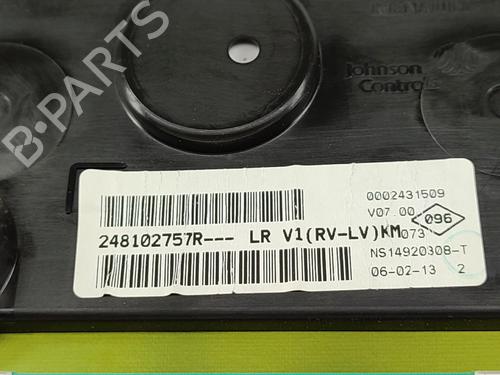 B-PARTS
Johnson
Controls
0002431509
V07.00
096
248102757R--- LR V1(RV-LV)KM
073
NS14920308-T
06-02-13 2